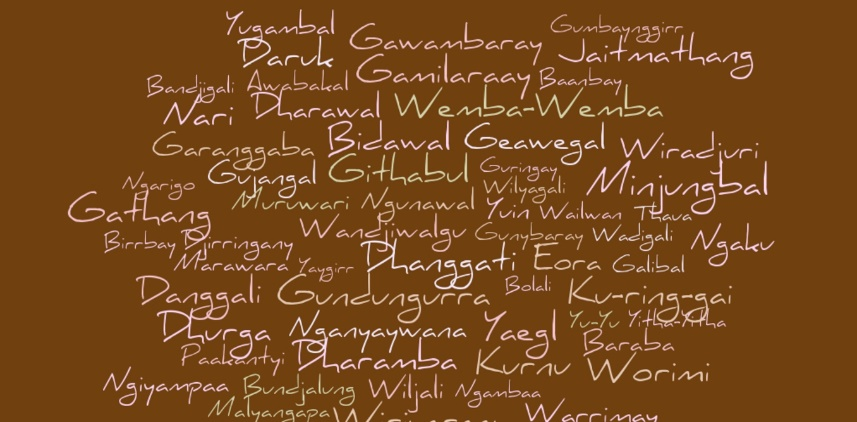 Yugambal Gumbaynggirr
Daruk Gawambaray Jaitmathang
Bandjigali Awabakal Gamilaraay Baanbay
Nari Dharawal Wemba-Wemba
Garanggaba Bidawal Geawegal Wiradjuri
Ngarigo Gujangal Githabul Guringay Minjungbal
Wilyagali
Gathang Muruwari Ngunawal Yuin Wailwan Thava
Birrbay Djirringany Wandjiwalgu Gunybaray Wadigali Ngaku
Marawara Yaygirr Dhanggati Eora Galibal
Danggali Gundungurra Bolali Ku-ring-gai
Dhurga Nganyaywana Yaegl Yu-Yu Yitha-Yitha
Paakantyi Dharamba Kurnu Baraba
Worimi
Ngiyampaa Bundjalung Wiljali Ngambaa
Malyangapa Warrimay